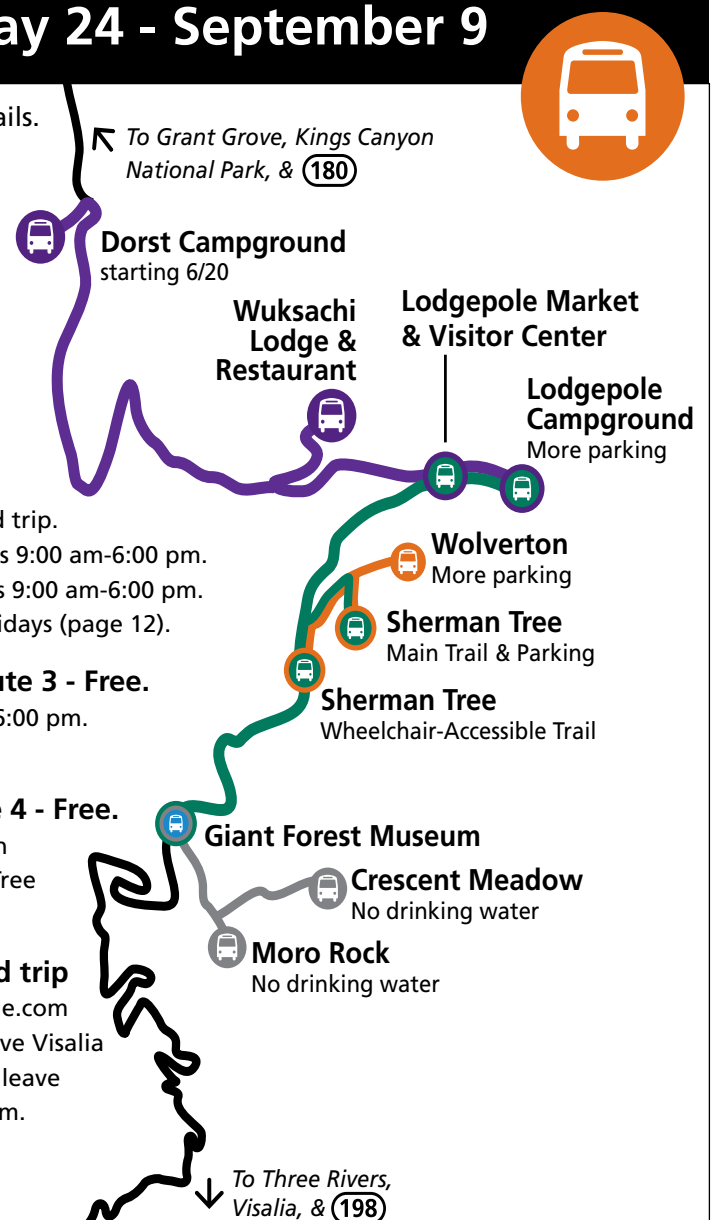 ay 24 - September 9
ails.
To Grant Grove, Kings Canyon
National Park, & 180
Dorst Campground
starting 6/20
Wuksachi
Lodge &
Restaurant
Lodgepole Market
& Visitor Center
Lodgepole
Campground
More parking
d trip.
s 9:00 am-6:00 pm.
s 9:00 am-6:00 pm.
idays (page 12).
Wolverton
More parking
Sherman Tree
Main Trail & Parking
ute 3 - Free.
6:00 pm.
Sherman Tree
Wheelchair-Accessible Trail
e 4 - Free.
n
Tree
Giant Forest Museum
Crescent Meadow
No drinking water
Moro Rock
No drinking water
d trip
e.com
ve Visalia
leave
m.
To Three Rivers,
Visalia, & 198